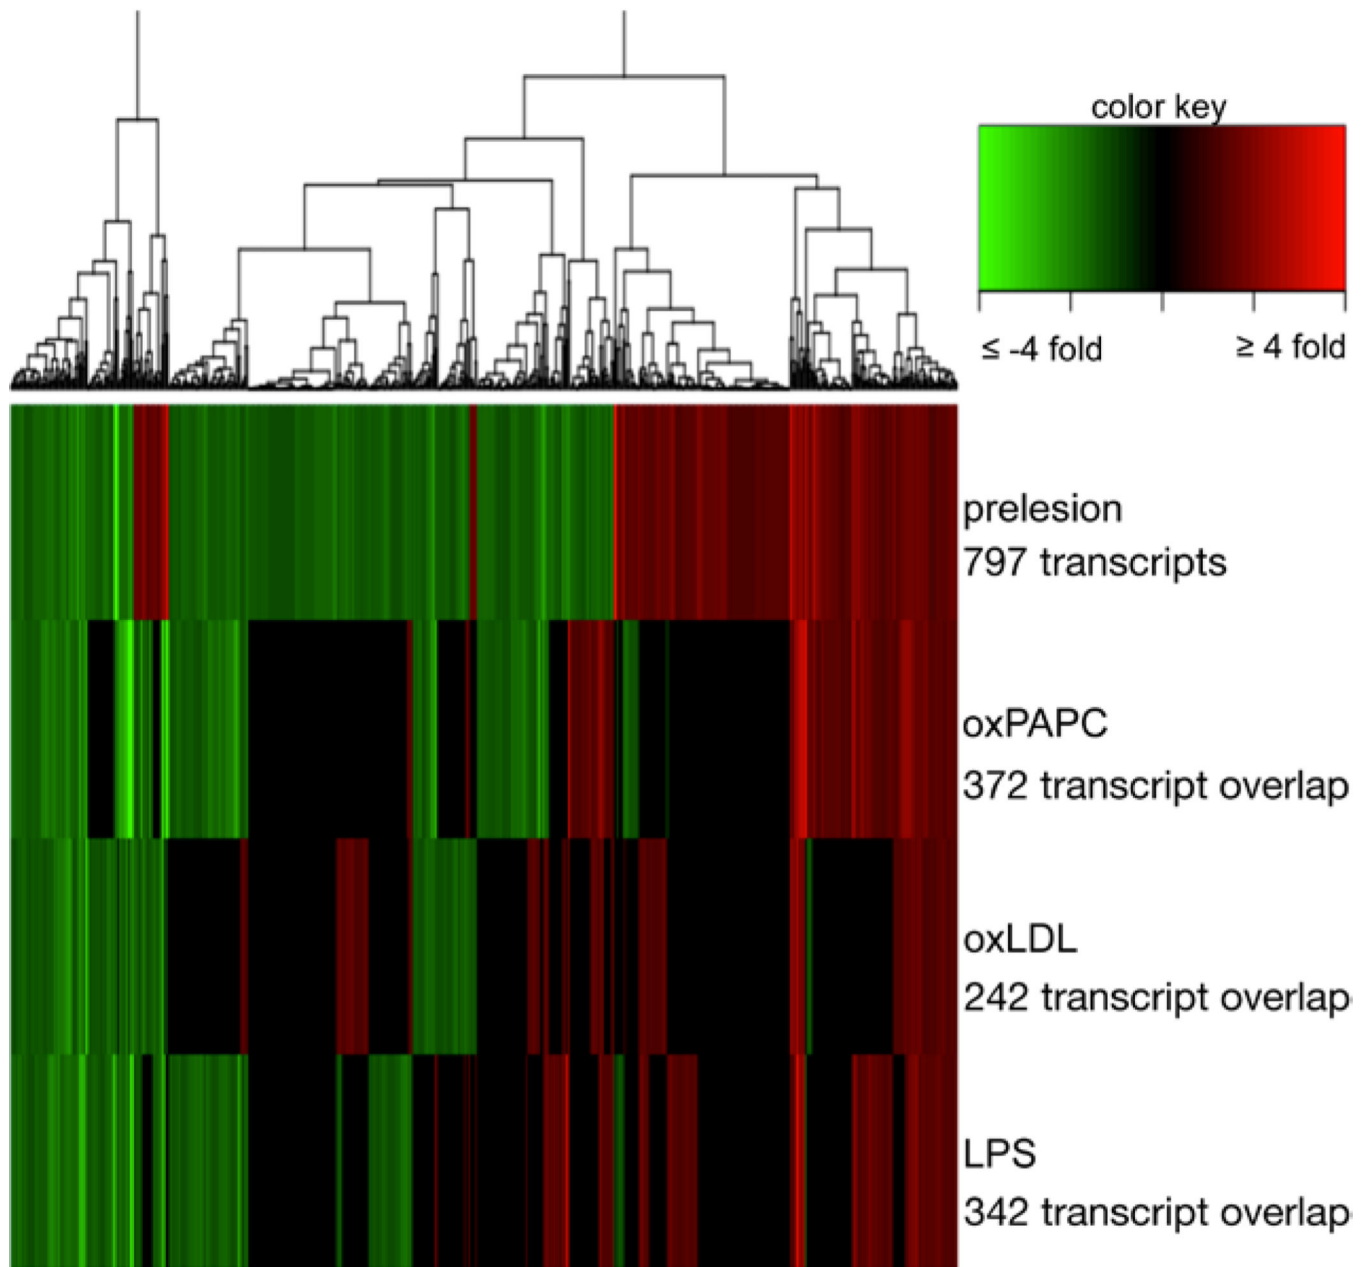 color key
≤ -4 fold
≥ 4 fold
prelesion
797 transcripts
oxPAPC
372 transcript overlap
oxLDL
242 transcript overlap
LPS
342 transcript overlap